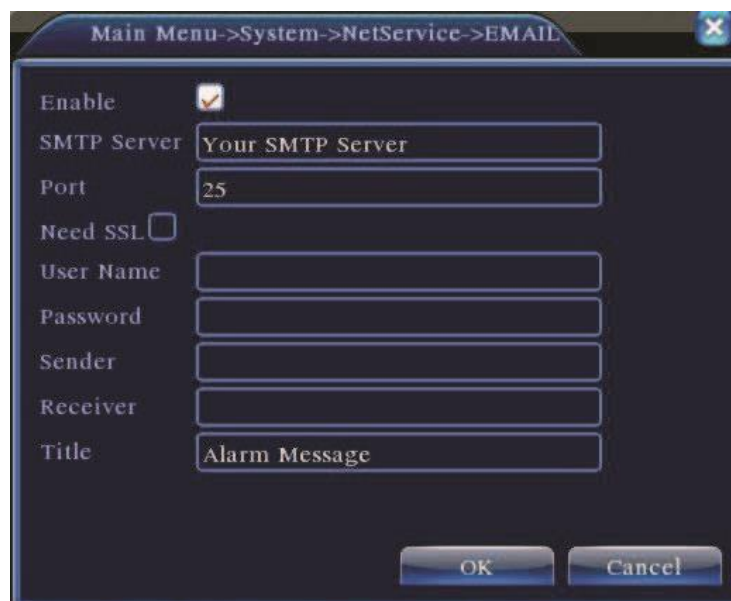 Main Menu->System->NetService->EMAIL
Enable
SMTP Server Your SMTP Server
Port 25
Need SSL
User Name
Password
Sender
Receiver
Title Alarm Message
OK Cancel